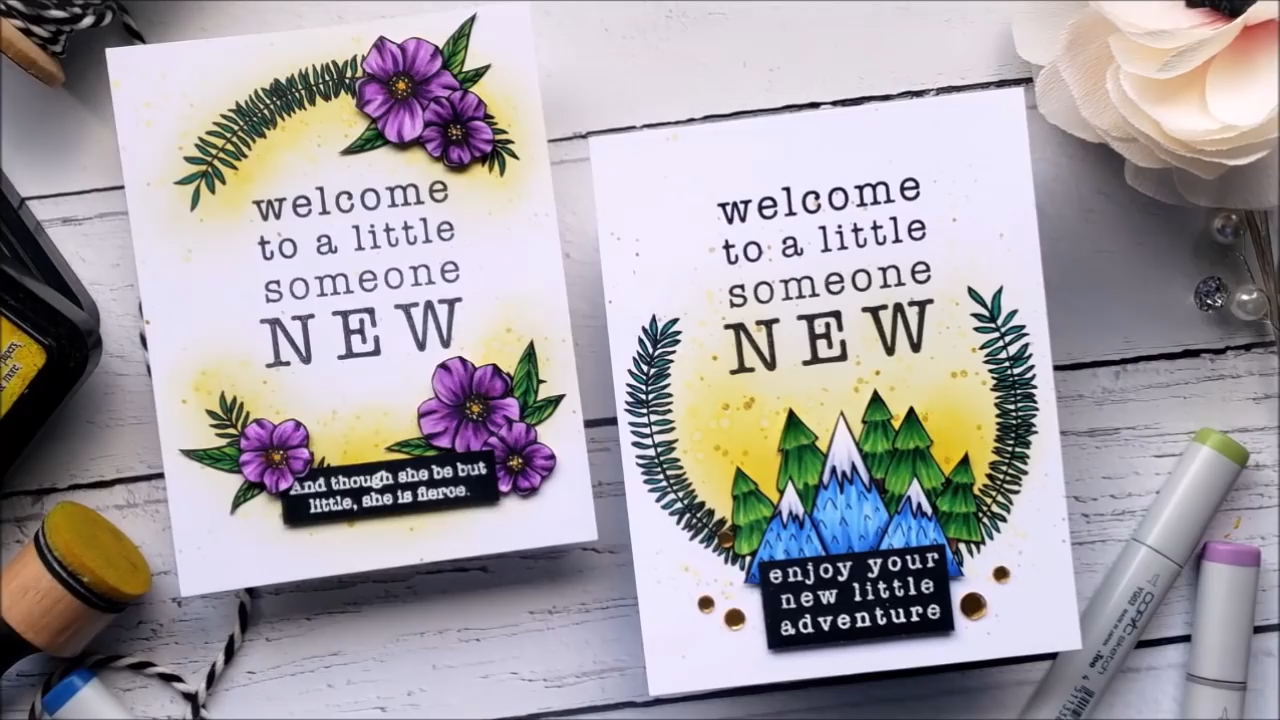 welcome
to a little
someone
NEW
And though she be but
little, she is fierce.
welcome
to a little
someone
NEW
enjoy your
new little
adventure
COPIC sketch